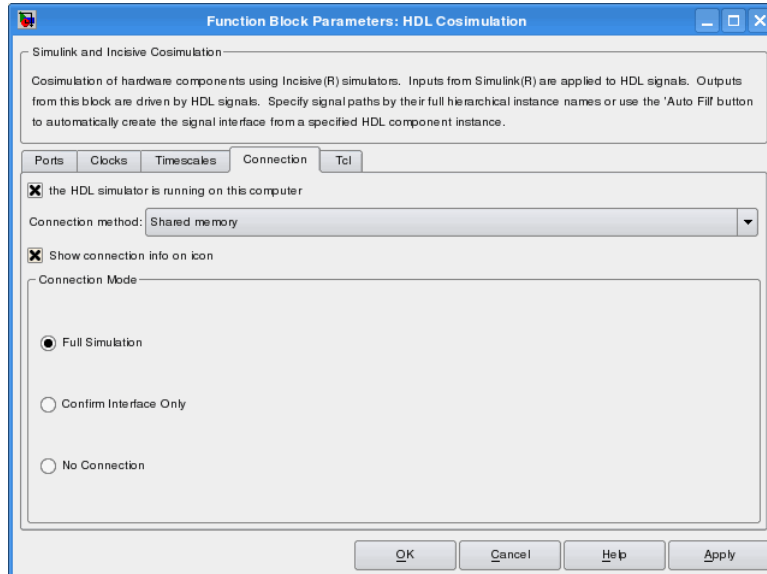 Function Block Parameters: HDL Cosimulation
Simulink and Incisive Cosimulation
Cosimulation of hardware components using Incisive(R) simulators. Inputs from Simulink(R) are applied to HDL signals. Outputs
from this block are driven by HDL signals. Specify signal paths by their full hierarchical instance names or use the 'Auto Fill' button
to automatically create the signal interface from a specified HDL component instance.
Ports Clocks Timescales Connection Tcl
the HDL simulator is running on this computer
Connection method: Shared memory
Show connection info on icon
Connection Mode
Full Simulation
Confirm Interface Only
No Connection
OK Cancel Help Apply